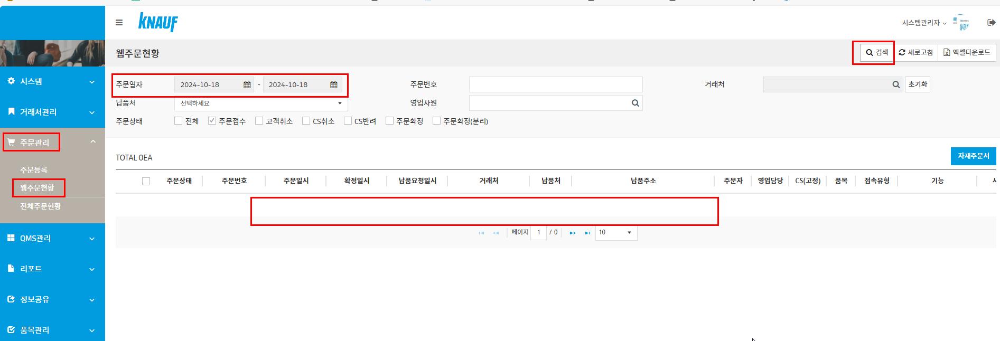 KNAUF
시스템관리자
웹주문현황
검색 새로고침 엑셀다운로드
주문일자 2024-10-18 - 2024-10-18 주문번호 거래처 초기화
납품처 선택하세요 영업사원
주문상태 전체 주문접수 고객취소 CS취소 CS반려 주문확정 주문확정(분리)
시스템
거래처관리
주문관리
주문등록
웹주문현황
전체주문현황
QMS관리
리포트
정보공유
품목관리
TOTAL 0EA
자재주문서
주문상태 주문번호 주문일시 확정일시 납품요청일시 거래처 납품처 납품주소 주문자 영업담당 CS(고정) 품목 접속유형 기능
페이지 1 / 0 10